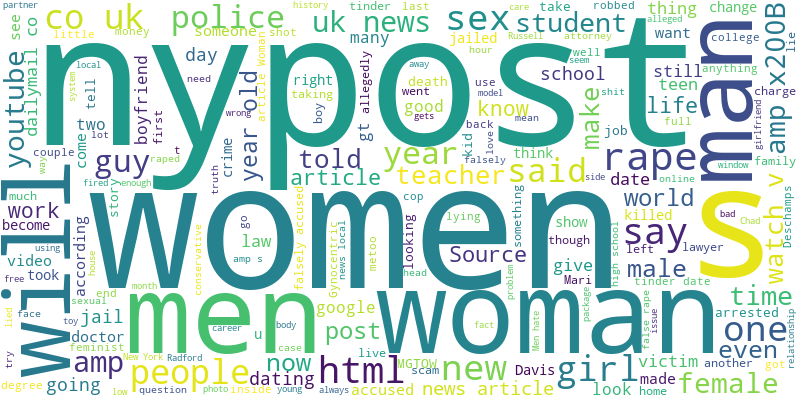 history tinder last care take robbed partner
co uk police sex student thing change
little money someone shot uk news many jailed hour Russell attorney alleged want college lie
youtube see dailymail co day article Woman right allegedly death away well seem still man
nypost
boyfriend local system need taking boy went good use model school teen anything charge amp x200B
tell two first year old gt know make life full girlfriend
guy wrong told gets back mean shit job
couple lot crime year kid love falsely think rape family
come way raped t truth article teacher said side date online window
fired enough story falsely accused cop lying something world killed watch v Deschamps
will women s
much work become according conservative go law Gynocentric news local metoo looking Source show though say left lawyer bad Chad
video amp s head problem give male high school
using free took house month Mari package tinder date
sexual end men woman time
face toy jail google post fact Men hate false rape issue arrested relationship
lied doctor feminist u career body case one even
try amp New York Radford now live html MGTOW new girl victim another got
people dating scam Davis made
degree going low question photo inside young always accused news article look home female